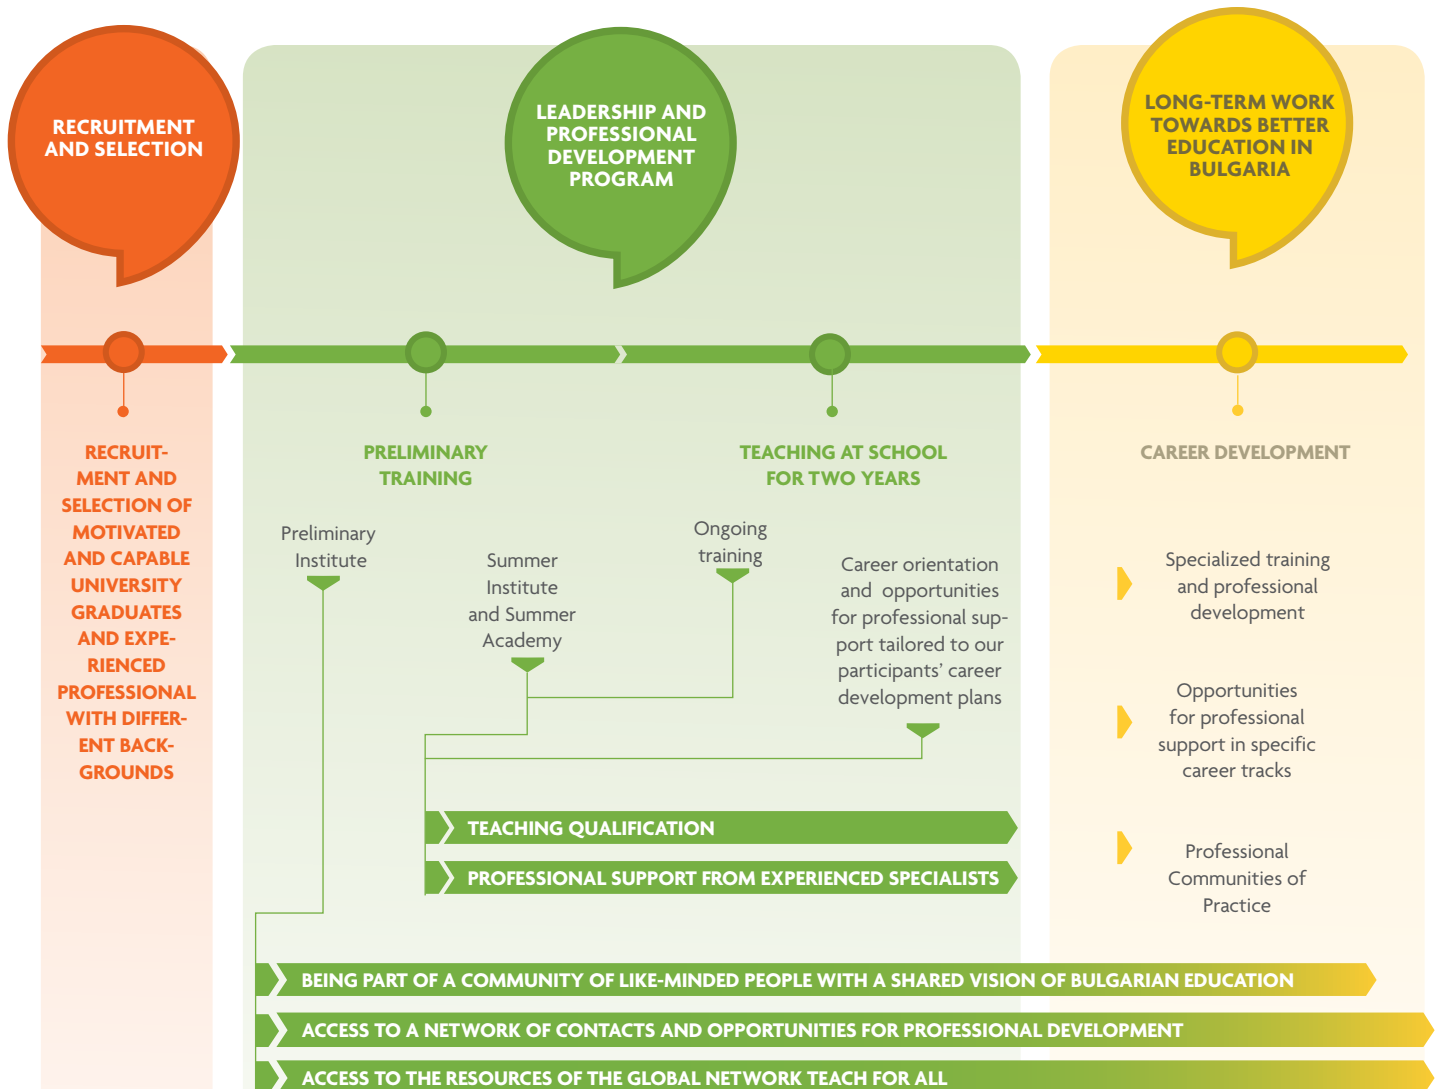 RECRUITMENT
AND SELECTION
LEADERSHIP AND
PROFESSIONAL
DEVELOPMENT
PROGRAM
LONG-TERM WORK
TOWARDS BETTER
EDUCATION IN
BULGARIA
RECRUIT-
MENT AND
SELECTION OF
MOTIVATED
AND CAPABLE
UNIVERSITY
GRADUATES
AND EXPE-
RIENCED
PROFESSIONAL
WITH DIFFER-
ENT BACK-
GROUNDS
PRELIMINARY
TRAINING
Preliminary
Institute
Summer
Institute
and Summer
Academy
TEACHING AT SCHOOL
FOR TWO YEARS
Ongoing
training
Career orientation
and opportunities
for professional sup-
port tailored to our
participants’ career
development plans
CAREER DEVELOPMENT
Specialized training
and professional
development
Opportunities
for professional
support in specific
career tracks
Professional
Communities of
Practice
TEACHING QUALIFICATION
PROFESSIONAL SUPPORT FROM EXPERIENCED SPECIALISTS
BEING PART OF A COMMUNITY OF LIKE-MINDED PEOPLE WITH A SHARED VISION OF BULGARIAN EDUCATION
ACCESS TO A NETWORK OF CONTACTS AND OPPORTUNITIES FOR PROFESSIONAL DEVELOPMENT
ACCESS TO THE RESOURCES OF THE GLOBAL NETWORK TEACH FOR ALL